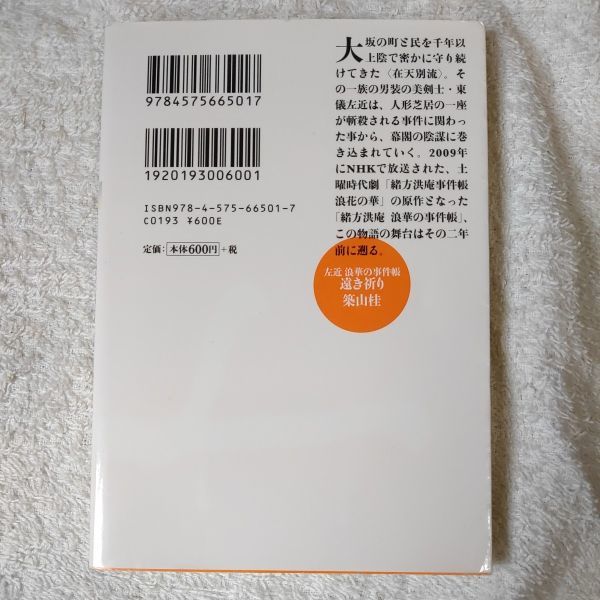 9784575665017
1920193006001
ISBN978-4-575-66501-7
C0193 ¥600E
定価：本体600円＋税
大坂の町と民を千年以
上陰で密かに守り続
けてきた〈在天別流〉。そ
の一族の男装の美剣士・東
儀左近は、人形芝居の一座
が斬殺される事件に関わっ
た事から、幕閣の陰謀に巻
き込まれていく。2009年
にNHKで放送された、土
曜時代劇「緒方洪庵事件帳
浪花の華」の原作となった
「緒方洪庵 浪華の事件帳」、
この物語の舞台はその二年
前に遡る。
左近 浪華の事件帳
遠き祈り
築山桂